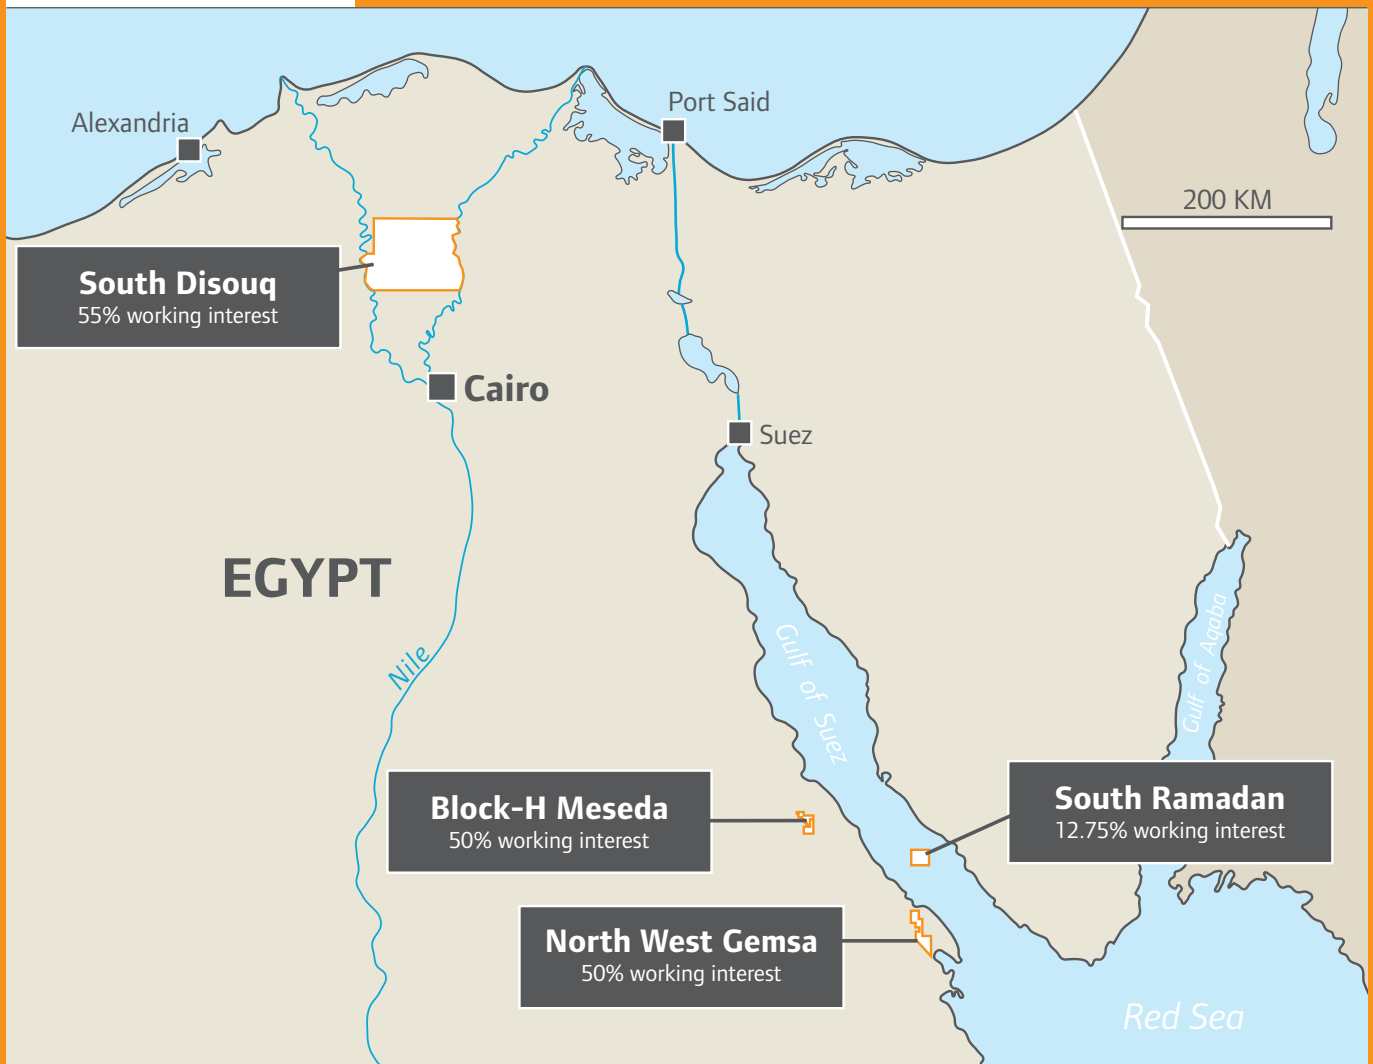 Alexandria
Port Said
200 KM
South Disouq
55% working interest
Cairo
Suez
EGYPT
Nile
Gulf of Suez
Gulf of Aqaba
Block-H Meseda
50% working interest
South Ramadan
12.75% working interest
North West Gemsa
50% working interest
Red Sea